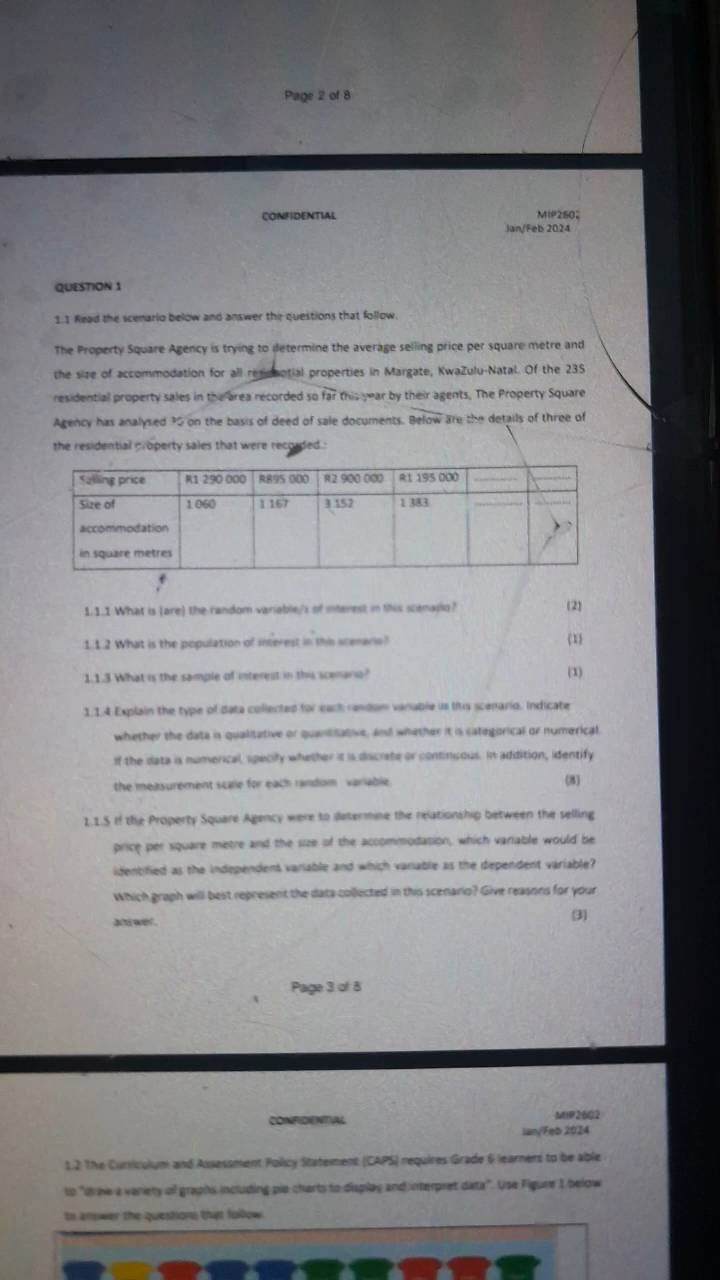 Page 2 of 8
CONFIDENTIAL
MIP2602
Jan/Feb 2024
QUESTION 1
1.1 Read the scenario below and answer the questions that follow.
The Property Square Agency is trying to determine the average selling price per square metre and
the size of accommodation for all residential properties in Margate, KwaZulu-Natal. Of the 235
residential property sales in the area recorded so far this year by their agents, The Property Square
Agency has analysed on the basis of deed of sale documents. Below are the details of three of
the residential property sales that were recorded.:
Selling price R1 290 000 R895 000 R2 900 000 R1 195 000
Size of 1 060 1 167 3 152 1 383
accommodation
in square metres
1.1.1 What is (are) the random variable/s of interest in this scenario? (2)
1.1.2 What is the population of interest in this scenario? (1)
1.1.3 What is the sample of interest in this scenario? (1)
1.1.4 Explain the type of data collected for each random variable in this scenario. Indicate
whether the data is qualitative or quantitative, and whether it is categorical or numerical.
If the data is numerical, specify whether it is discrete or continuous. In addition, identify
the measurement scale for each random variable. (8)
1.1.5 If the Property Square Agency were to determine the relationship between the selling
price per square metre and the size of the accommodation, which variable would be
identified as the independent variable and which variable as the dependent variable?
Which graph will best represent the data collected in this scenario? Give reasons for your
answer. (3)
Page 3 of 8
CONFIDENTIAL
MIP2602
Jan/Feb 2024
1.2 The Curriculum and Assessment Policy Statement (CAPS) requires Grade 6 learners to be able
to "draw a variety of graphs including pie charts to display and interpret data". Use Figure 1 below
to answer the questions that follow.